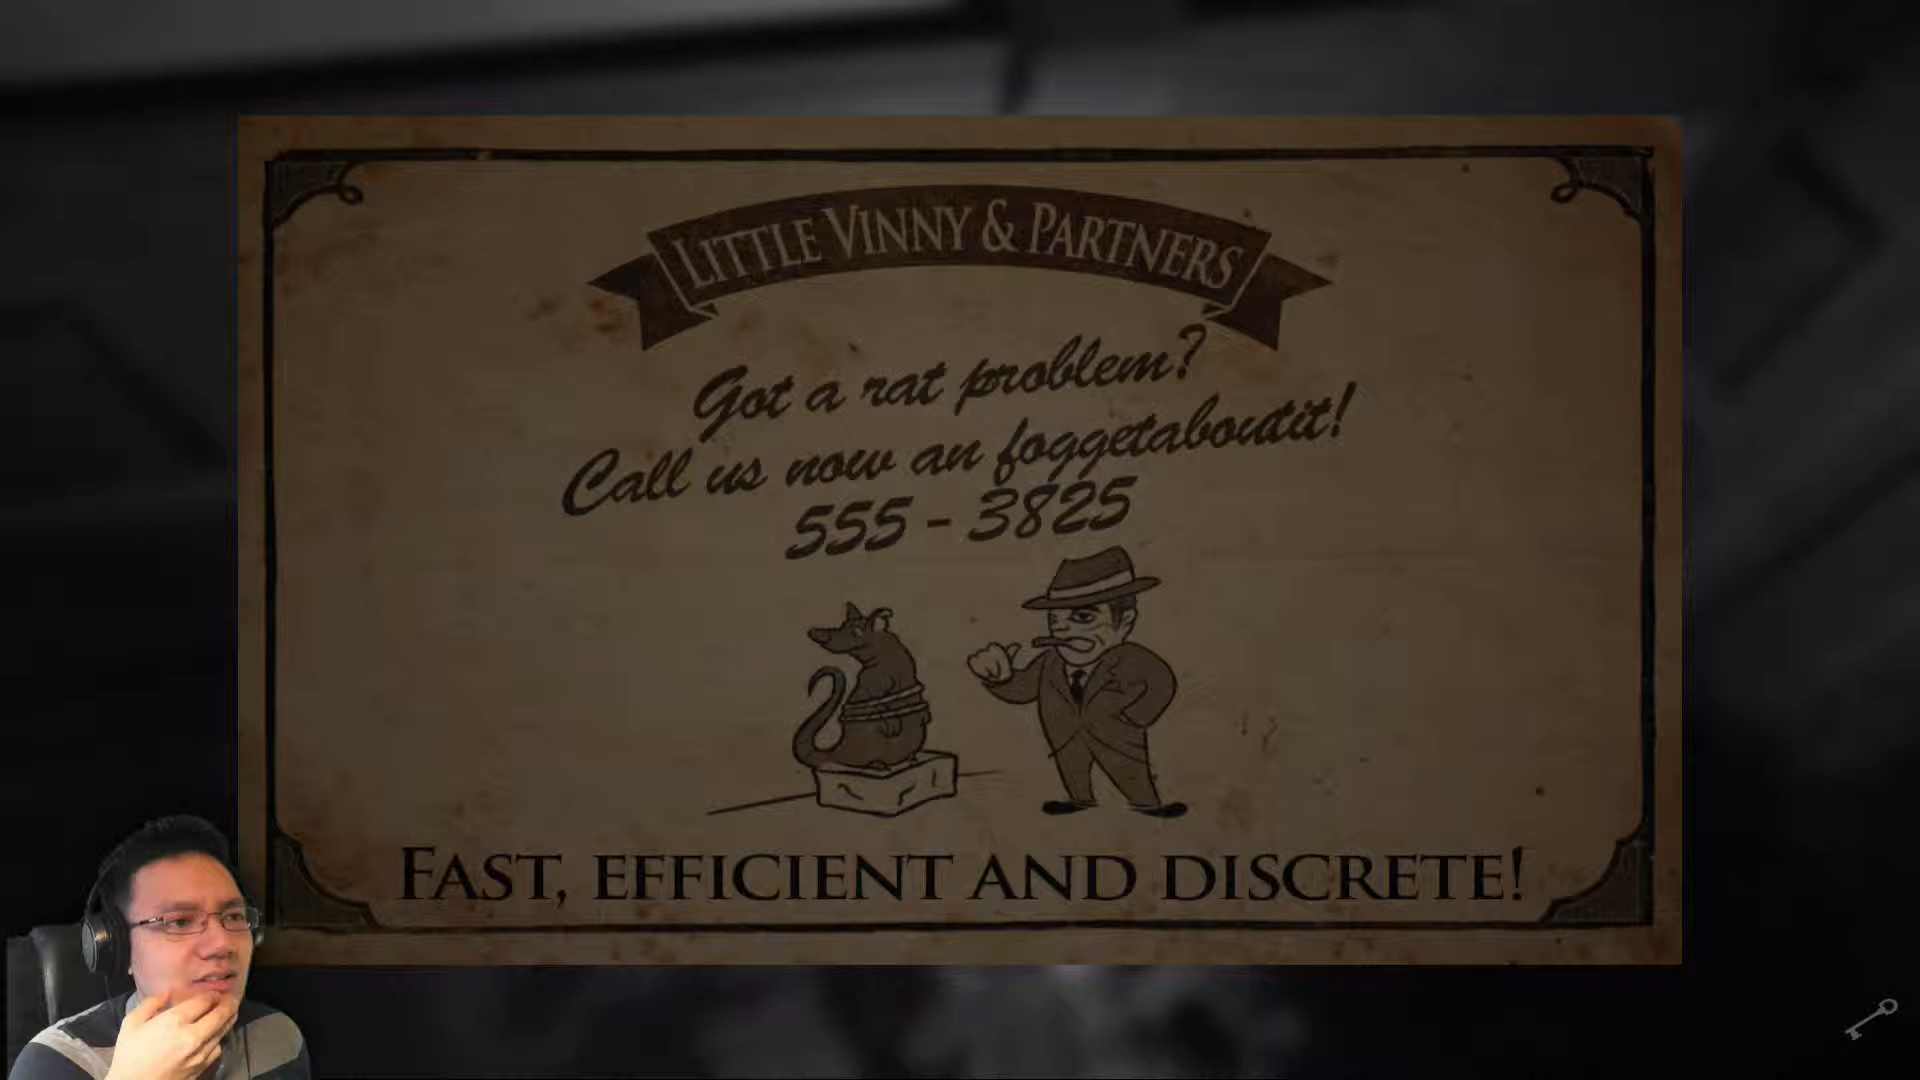 LITTLE VINNY & PARTNERS
Got a rat problem?
Call us now an foggetaboutit!
555 - 3825
FAST, EFFICIENT AND DISCRETE!